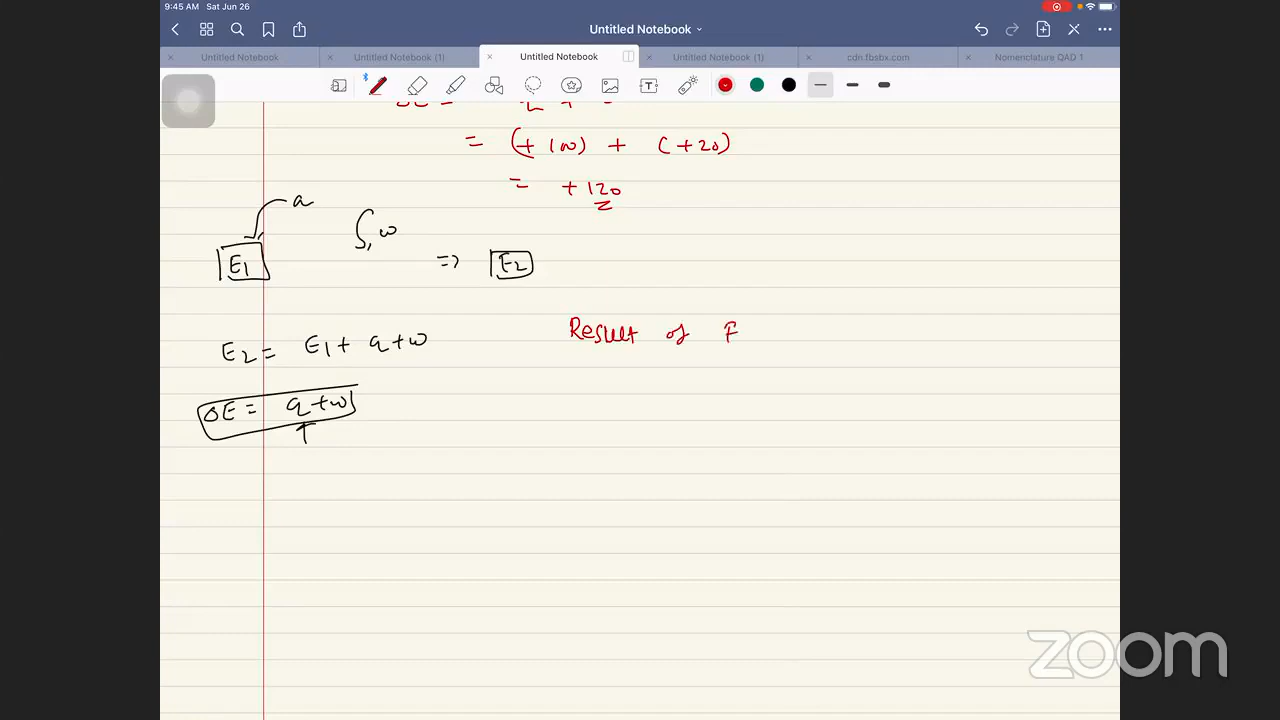 9:45 AM Sat Jun 26
Untitled Notebook
Untitled Notebook
Untitled Notebook (1)
Untitled Notebook
Untitled Notebook (1)
cdn.fbsbx.com
Nomenclature QAD 1
= (+ 100) + (+20)
= +120
q
w
E1 => E2
E2 = E1 + q+w
Result of F
ΔE = q+w
zoom